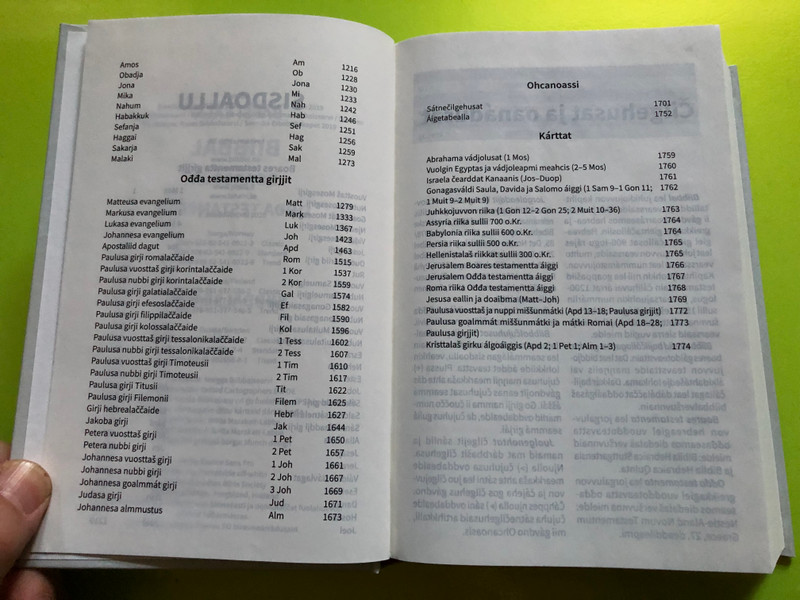 Amos Am 1216
Obadja Ob 1228
Jona Jona 1230
Mika Mi 1233
Nahum Nah 1242
Habakkuk Hab 1246
Sefanja Sef 1251
Haggai Hag 1256
Sakarja Sak 1259
Malaki Mal 1273
Ođđa testamentta girjjit
Matteusa evangelium Matt 1279
Markusa evangelium Mark 1333
Lukasa evangelium Luk 1367
Johannesa evangelium Joh 1423
Apostaliid dagut Apd 1463
Paulusa girji romalaččaide Rom 1515
Paulusa vuosttaš girji korintalaččaide 1 Kor 1537
Paulusa nubbi girji korintalaččaide 2 Kor 1559
Paulusa girji galatialaččaide Gal 1574
Paulusa girji efesoslaččaide Ef 1582
Paulusa girji filippilaččaide Fil 1590
Paulusa girji kolossalaččaide Kol 1596
Paulusa vuosttaš girji tessalonikalaččaide 1 Tess 1602
Paulusa nubbi girji tessalonikalaččaide 2 Tess 1607
Paulusa vuosttaš girji Timoteusii 1 Tim 1610
Paulusa nubbi girji Timoteusii 2 Tim 1617
Paulusa girji Titusii Tit 1622
Paulusa girji Filemonii Filem 1625
Girji hebrealaččaide Hebr 1627
Jakoba girji Jak 1644
Petera vuosttaš girji 1 Pet 1650
Petera nubbi girji 2 Pet 1657
Johannesa vuosttaš girji 1 Joh 1661
Johannesa nubbi girji 2 Joh 1667
Johannesa goalmmát girji 3 Joh 1669
Judasa girji Jud 1671
Johannesa almmustus Alm 1673
Ohcanoassi
Sátnečilgehusat 1701
Áigetabealla 1752
Kárttat
Abrahama vádjolusat (1 Mos) 1759
Vuolgin Egyptas ja vádjoleapmi meahcis (2–5 Mos) 1760
Israela čearddat Kanaanis (Jos–Duop) 1761
Gonagasváldi Saula, Davida ja Salomo áiggi (1 Sam 9–1 Gon 11; 1762
1 Muit 9–2 Muit 9)
Juhkkojuvvon riika (1 Gon 12–2 Gon 25; 2 Muit 10–36) 1763
Assyria riika sullii 700 o.Kr. 1764
Babylonia riika sullii 600 o.Kr. 1764
Persia riika sullii 500 o.Kr. 1765
Hellenistalaš riikkat sullii 300 o.Kr. 1765
Jerusalem Boares testamentta áiggi 1766
Jerusalem Ođđa testamentta áiggi 1767
Roma riika Ođđa testamentta áiggi 1768
Jesusa eallin ja doaibma (Matt–Joh) 1769
Paulusa vuosttaš ja nuppi miššunmátki (Apd 13–18; Paulusa girjjit) 1772
Paulusa goalmmát miššunmátki ja mátki Romai (Apd 18–28; 1773
Paulusa girjjit)
Kristtalaš girku álgoáiggis (Apd 2; 1 Pet 1; Alm 1–3) 1774